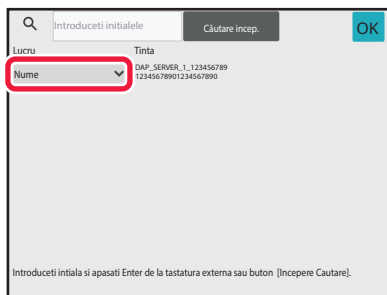 Introduceti initialele
Căutare incep.
OK
Lucru
Tinta
Nume
DAP_SERVER_1_123456789
12345678901234567890
Introduceti intiala si apasati Enter de la tastatura externa sau buton [Incepere Cautare].